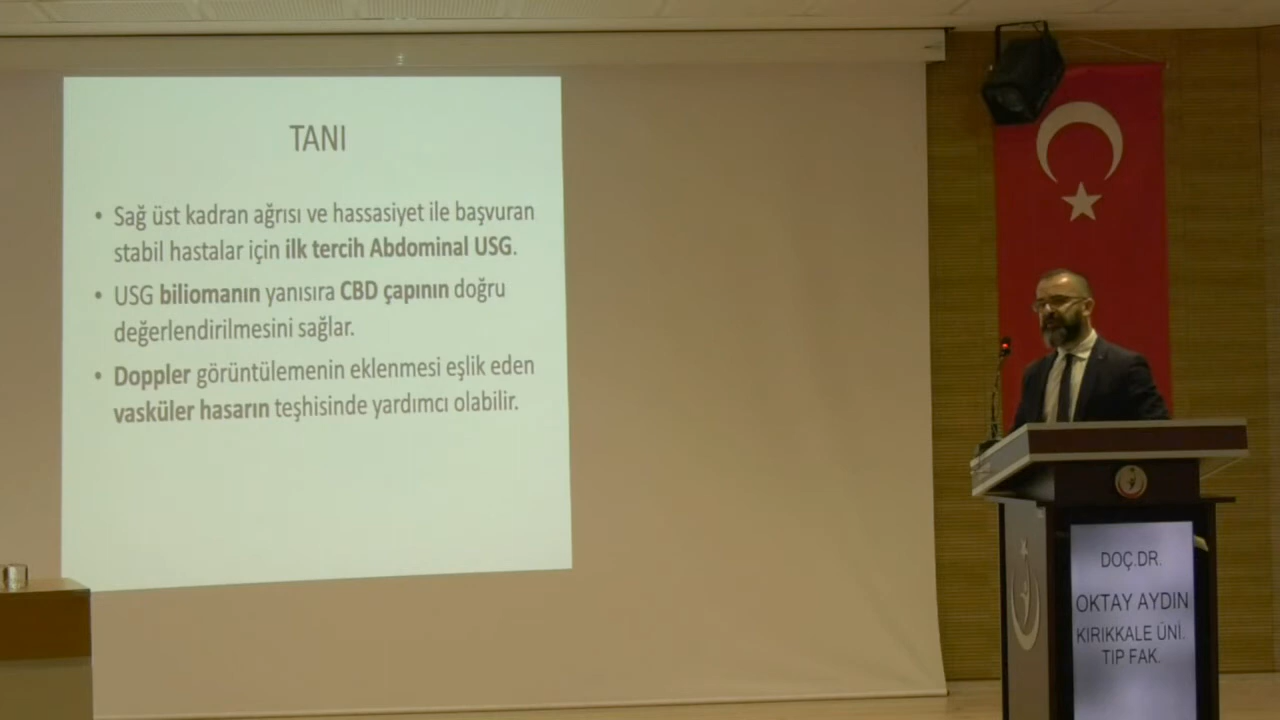 TANI
• Sağ üst kadran ağrısı ve hassasiyet ile başvuran
stabil hastalar için ilk tercih Abdominal USG.
• USG biliomanın yanısıra CBD çapının doğru
değerlendirilmesini sağlar.
• Doppler görüntülemenin eklenmesi eşlik eden
vasküler hasarın teşhisinde yardımcı olabilir.
DOÇ.DR.
OKTAY AYDIN
KIRIKKALE ÜNİ.
TIP FAK.